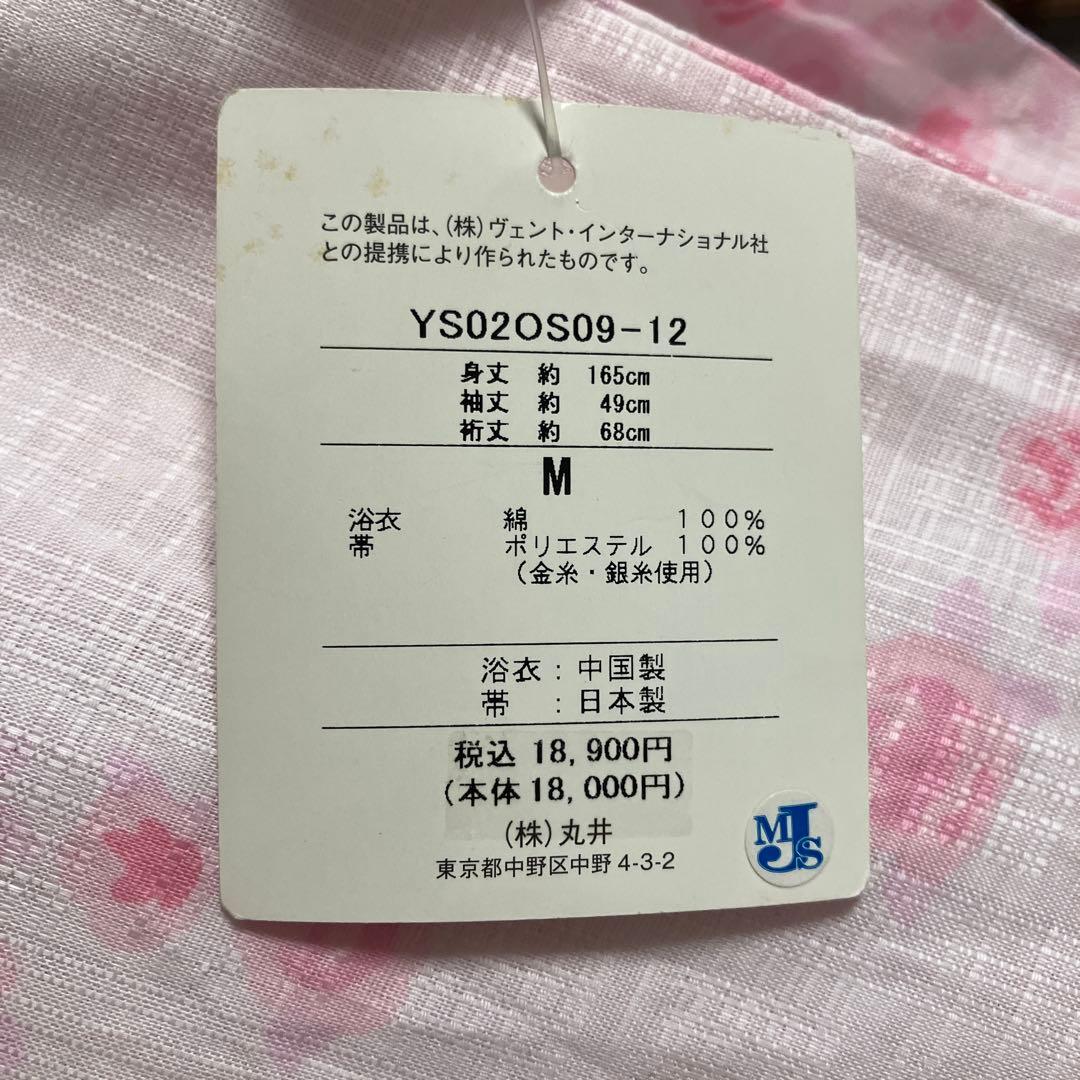 この製品は、(株)ヴェント・インターナショナル社
との提携により作られたものです。
YS02OS09-12
身丈 約 165cm
袖丈 約 49cm
裄丈 約 68cm
M
浴衣 綿 100%
帯 ポリエステル 100%
(金糸・銀糸使用)
浴衣:中国製
帯 :日本製
税込 18,900円
(本体18,000円)
(株)丸井
東京都中野区中野4-3-2
MJS